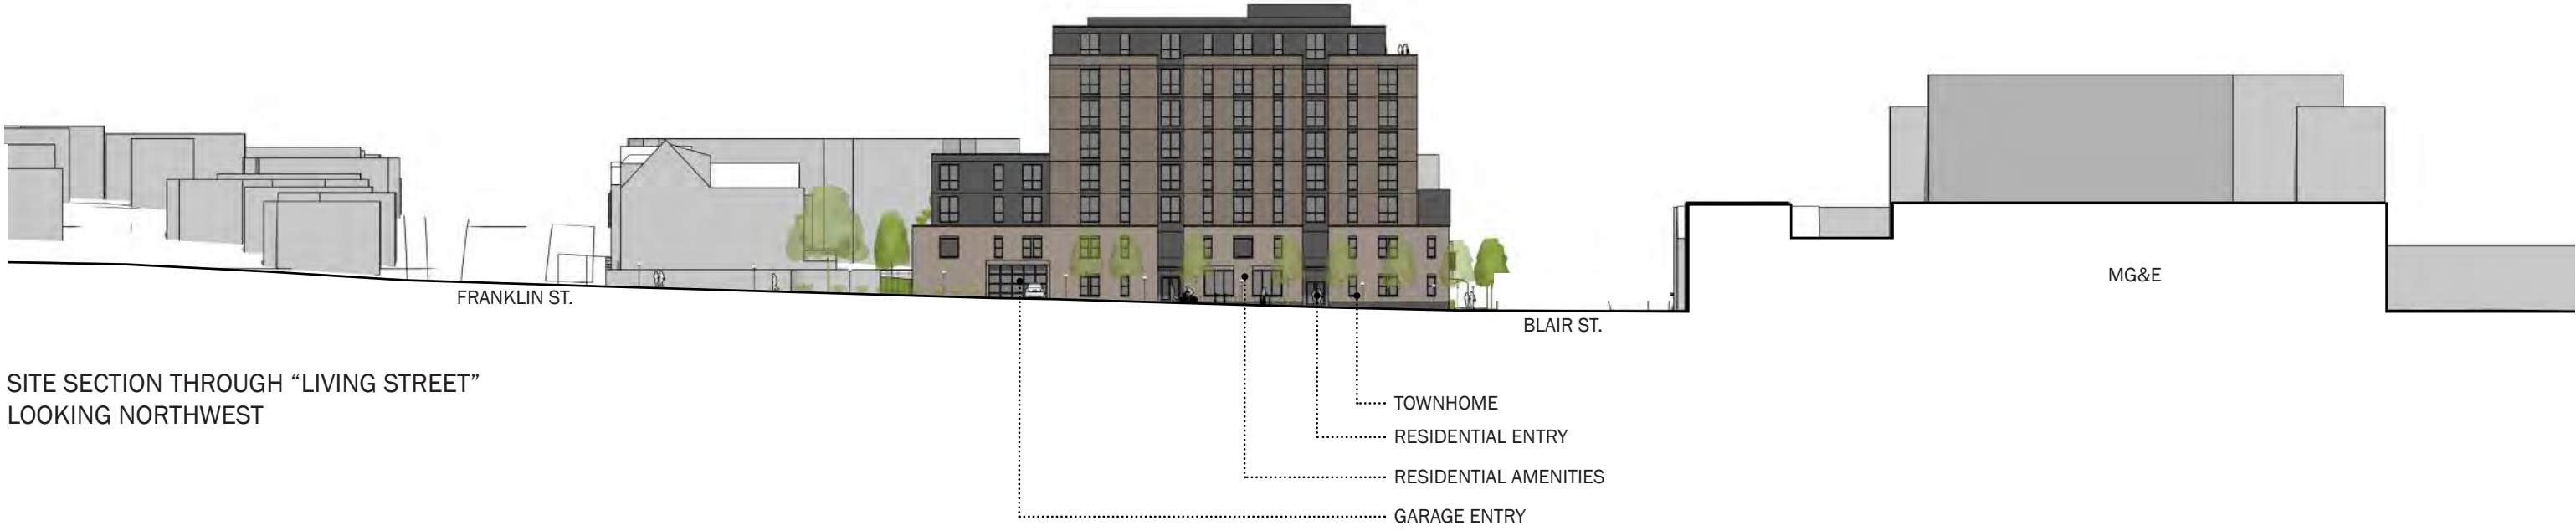 FRANKLIN ST.
BLAIR ST.
MG&E
SITE SECTION THROUGH “LIVING STREET”
LOOKING NORTHWEST
TOWNHOME
RESIDENTIAL ENTRY
RESIDENTIAL AMENITIES
GARAGE ENTRY